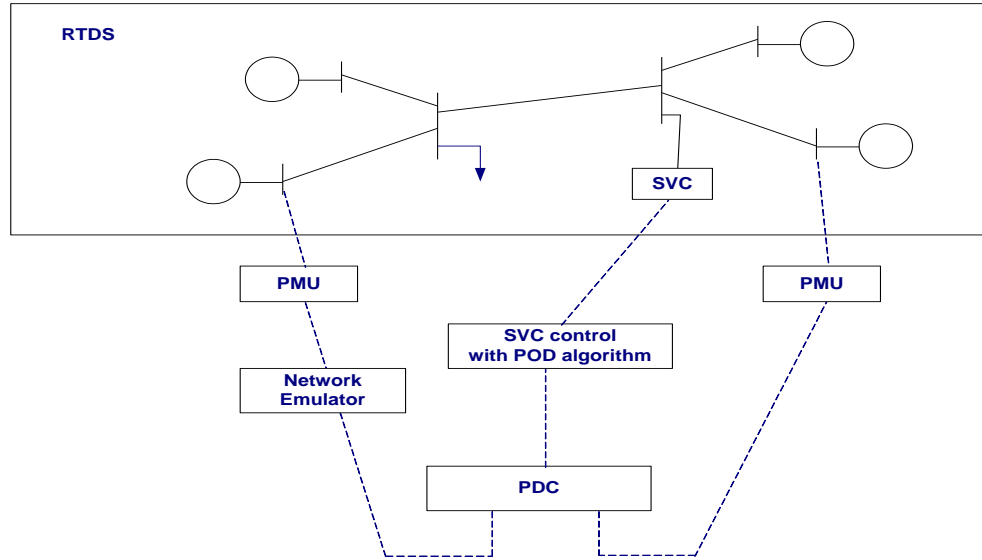 RTDS
SVC
PMU
PMU
SVC control
with POD algorithm
Network
Emulator
PDC